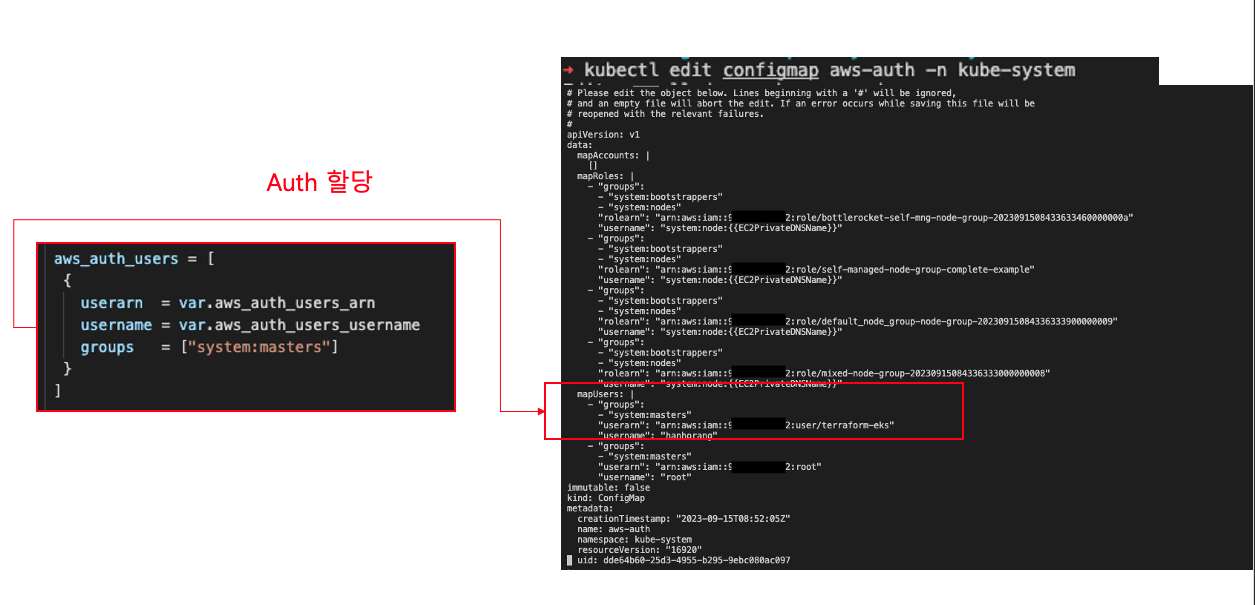 ➜ kubectl edit configmap aws-auth -n kube-system
# Please edit the object below. Lines beginning with a '#' will be ignored,
# and an empty file will abort the edit. If an error occurs while saving this file will be
# reopened with the relevant failures.
#
apiVersion: v1
data:
  mapAccounts: |
    []
  mapRoles: |
    - "groups":
      - "system:bootstrappers"
      - "system:nodes"
      "rolearn": "arn:aws:iam::9 2:role/bottlerocket-self-mng-node-group-2023091508433633460000000a"
      "username": "system:node:{{EC2PrivateDNSName}}"
    - "groups":
      - "system:bootstrappers"
      - "system:nodes"
      "rolearn": "arn:aws:iam::9 2:role/self-managed-node-group-complete-example"
      "username": "system:node:{{EC2PrivateDNSName}}"
    - "groups":
      - "system:bootstrappers"
      - "system:nodes"
      "rolearn": "arn:aws:iam::9 2:role/default_node_group-node-group-20230915084336333900000009"
      "username": "system:node:{{EC2PrivateDNSName}}"
    - "groups":
      - "system:bootstrappers"
      - "system:nodes"
      "rolearn": "arn:aws:iam::9 2:role/mixed-node-group-20230915084336333000000008"
      "username": "system:node:{{EC2PrivateDNSName}}"
  mapUsers: |
    - "groups":
      - "system:masters"
      "userarn": "arn:aws:iam::9 2:user/terraform-eks"
      "username": "hanhorang"
    - "groups":
      - "system:masters"
      "userarn": "arn:aws:iam::9 2:root"
      "username": "root"
immutable: false
kind: ConfigMap
metadata:
  creationTimestamp: "2023-09-15T08:52:05Z"
  name: aws-auth
  namespace: kube-system
  resourceVersion: "16920"
  uid: dde64b60-25d3-4955-b295-9ebc080ac097
Auth 할당
aws_auth_users = [
 {
   userarn  = var.aws_auth_users_arn
   username = var.aws_auth_users_username
   groups   = ["system:masters"]
 }
]